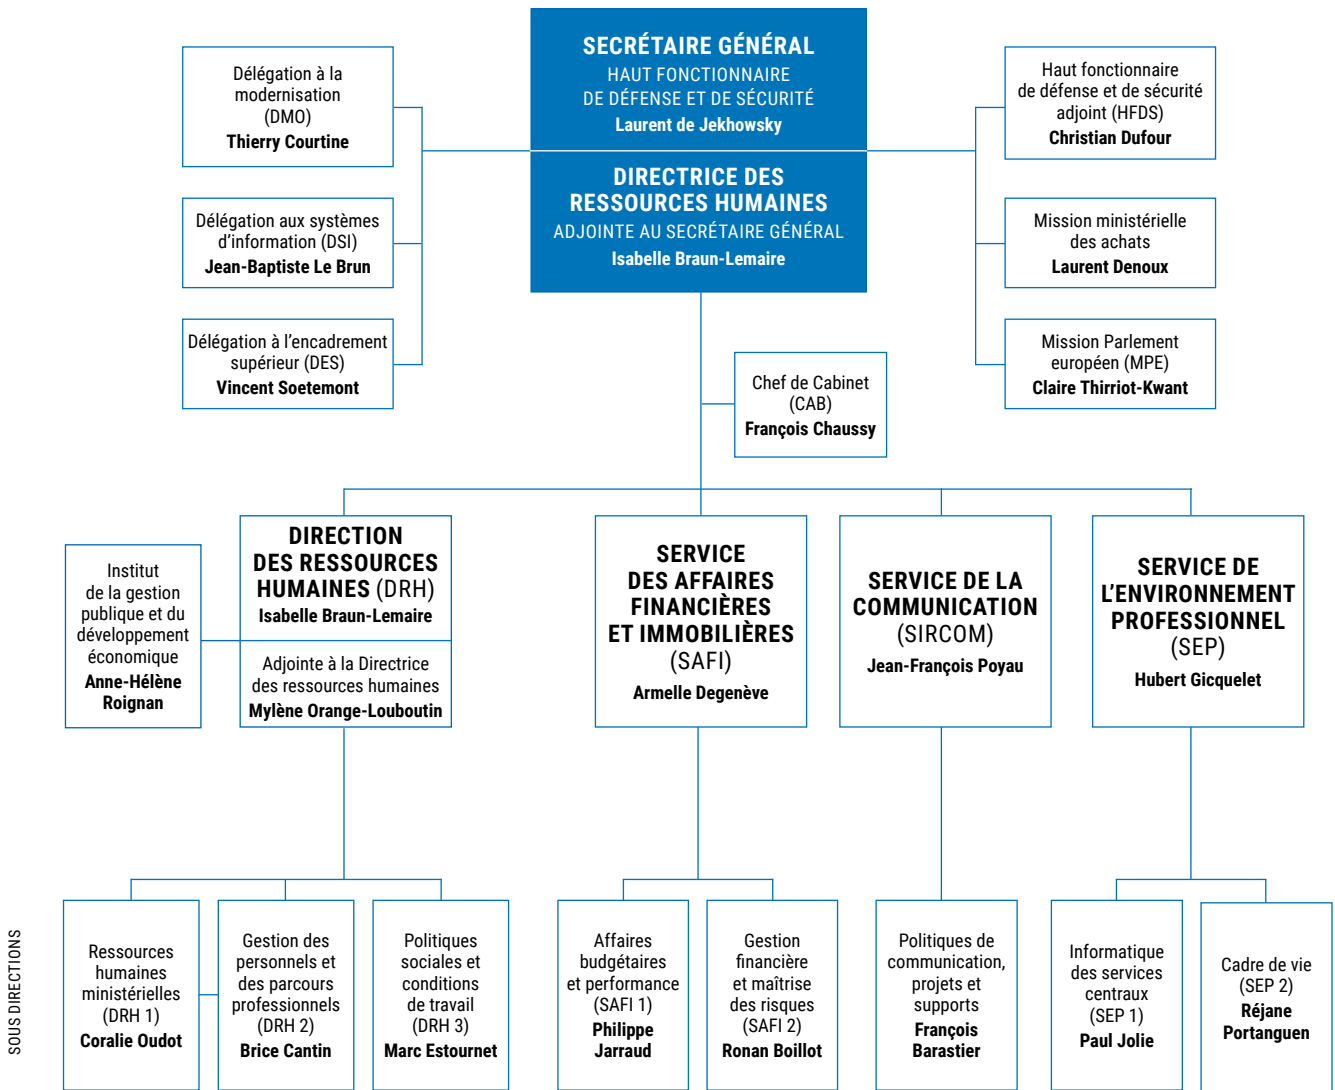 SECRÉTAIRE GÉNÉRAL
HAUT FONCTIONNAIRE
DE DÉFENSE ET DE SÉCURITÉ
Laurent de Jekhowsky
DIRECTRICE DES
RESSOURCES HUMAINES
ADJOINTE AU SECRÉTAIRE GÉNÉRAL
Isabelle Braun-Lemaire
Délégation à la
modernisation
(DMO)
Thierry Courtine
Délégation aux systèmes
d'information (DSI)
Jean-Baptiste Le Brun
Délégation à l'encadrement
supérieur (DES)
Vincent Soetemont
Haut fonctionnaire
de défense et de sécurité
adjoint (HFDS)
Christian Dufour
Mission ministérielle
des achats
Laurent Denoux
Mission Parlement
européen (MPE)
Claire Thirriot-Kwant
Chef de Cabinet
(CAB)
François Chaussy
Institut
de la gestion
publique et du
développement
économique
Anne-Hélène
Roignan
DIRECTION
DES RESSOURCES
HUMAINES (DRH)
Isabelle Braun-Lemaire
Adjointe à la Directrice
des ressources humaines
Mylène Orange-Louboutin
SERVICE
DES AFFAIRES
FINANCIÈRES
ET IMMOBILIÈRES
(SAFI)
Armelle Degenève
SERVICE DE LA
COMMUNICATION
(SIRCOM)
Jean-François Poyau
SERVICE DE
L'ENVIRONNEMENT
PROFESSIONNEL
(SEP)
Hubert Gicquelet
SOUS DIRECTIONS
Ressources
humaines
ministérielles
(DRH 1)
Coralie Oudot
Gestion des
personnels et
des parcours
professionnels
(DRH 2)
Brice Cantin
Politiques
sociales et
conditions
de travail
(DRH 3)
Marc Estournet
Affaires
budgétaires
et performance
(SAFI 1)
Philippe
Jarraud
Gestion
financière
et maîtrise
des risques
(SAFI 2)
Ronan Boillot
Politiques de
communication,
projets et
supports
François
Barastier
Informatique
des services
centraux
(SEP 1)
Paul Jolie
Cadre de vie
(SEP 2)
Réjane
Portanguen